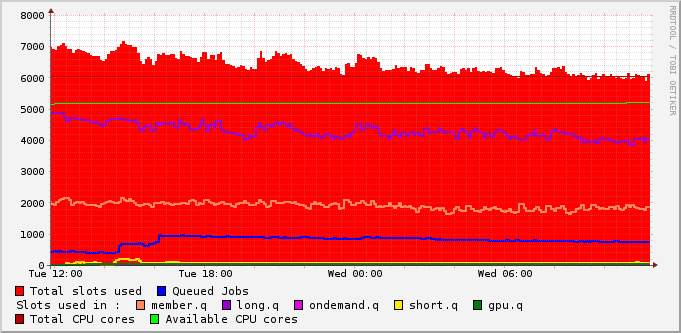 8000
7000
6000
5000
4000
3000
2000
1000
0
Tue 12:00 Tue 18:00 Wed 00:00 Wed 06:00
Total slots used Queued Jobs
Slots used in : member.q long.q ondemand.q short.q gpu.q
Total CPU cores Available CPU cores
RRDTOOL / TOBI OETIKER